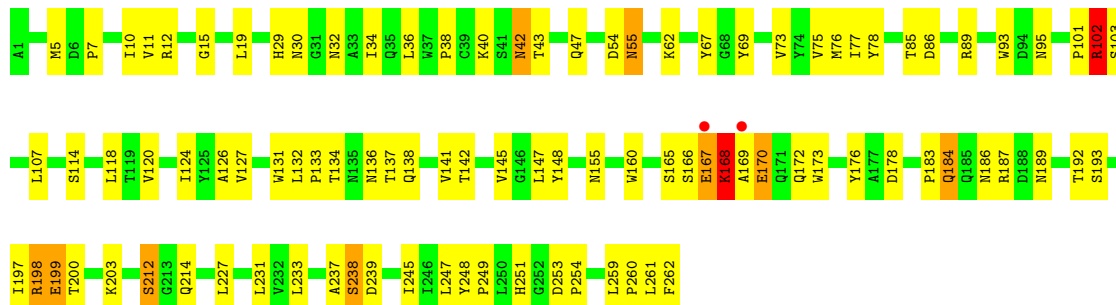 A1 M5 D6 P7 I10 V11 R12 G15 L19 H29 N30 G31 N32 A33 I34 Q35 L36 W37 P38 C39 K40 S41 N42 T43 Q47 D54 N55 K62 Y67 G68 Y69 V73 Y74 V75 M76 I77 Y78 T85 D86 R89 W93 D94 N95 P101 R102 S103
L107 S114 L118 T119 V120 I124 Y125 A126 V127 W131 L132 P133 T134 N135 N136 T137 Q138 V141 T142 V145 G146 L147 Y148 N155 W160 S165 S166 E167 K168 A169 E170 Q171 Q172 W173 Y176 A177 D178 P183 Q184 Q185 N186 R187 D188 N189 T192 S193
I197 R198 E199 T200 K203 S212 G213 Q214 L227 L231 V232 L233 A237 S238 D239 I245 I246 L247 Y248 P249 L250 H251 G252 D253 P254 L259 P260 L261 F262